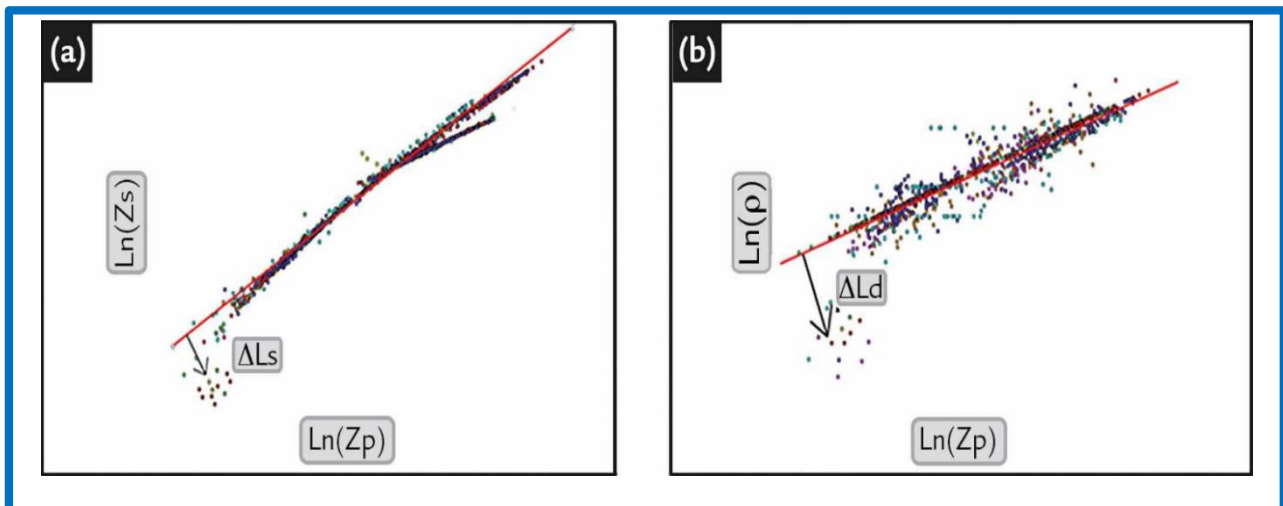 (a)
Ln(Zs)
ΔLs
Ln(Zp)
(b)
Ln(ρ)
ΔLd
Ln(Zp)